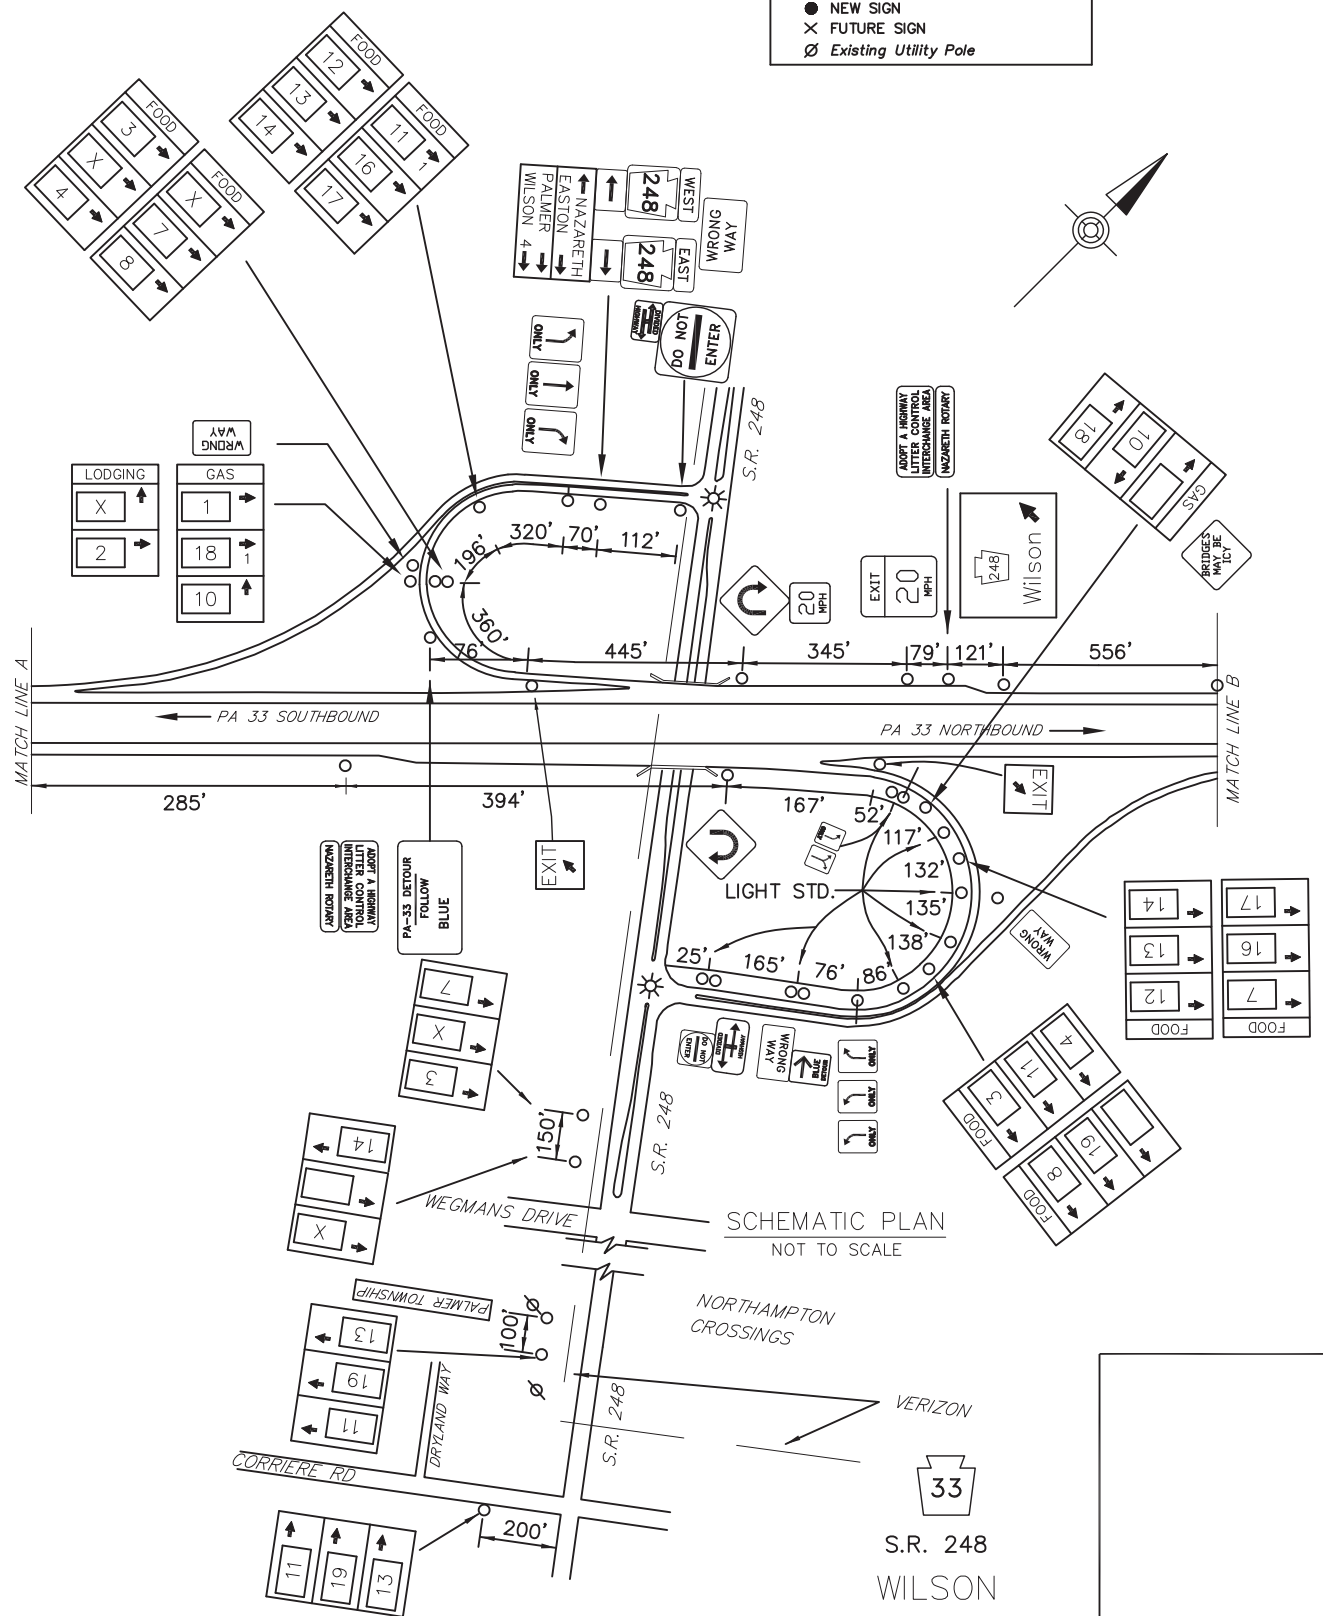 NEW SIGN
X FUTURE SIGN
Ø Existing Utility Pole
FOOD
12
13
14
FOOD
11
1
16
17
FOOD
3
X
4
FOOD
X
7
8
WEST
248
EAST
248
WRONG
WAY
NAZARETH
EASTON
PALMER
WILSON 4
DIVIDED
HIGHWAY
DO NOT
ENTER
ONLY
ONLY
ONLY
S.R. 248
WRONG
WAY
LODGING
X
2
GAS
1
18
1
10
ADOPT A HIGHWAY
LITTER CONTROL
INTERCHANGE AREA
NAZARETH ROTARY
18
10
GAS
BRIDGES
MAY BE
ICY
248
Wilson
EXIT
20
MPH
20
MPH
196'
320'
70'
112'
360'
76'
445'
345'
79'
121'
556'
MATCH LINE A
MATCH LINE B
PA 33 SOUTHBOUND
PA 33 NORTHBOUND
285'
394'
167'
52'
117'
132'
135'
138'
86'
76'
165'
25'
LIGHT STD.
EXIT
EXIT
ADOPT A HIGHWAY
LITTER CONTROL
INTERCHANGE AREA
NAZARETH ROTARY
PA-33 DETOUR
FOLLOW
BLUE
WRONG
WAY
14
13
12
FOOD
17
16
7
FOOD
4
11
3
FOOD
19
8
FOOD
DO NOT
ENTER
DIVIDED
HIGHWAY
WRONG
WAY
BLUE
DETOUR
ONLY
ONLY
ONLY
7
X
3
150'
14
X
S.R. 248
WEGMANS DRIVE
SCHEMATIC PLAN
NOT TO SCALE
PALMER TOWNSHIP
100'
13
19
11
NORTHAMPTON
CROSSINGS
DRYLAND WAY
S.R. 248
VERIZON
CORRIERE RD
200'
11
19
13
33
S.R. 248
WILSON